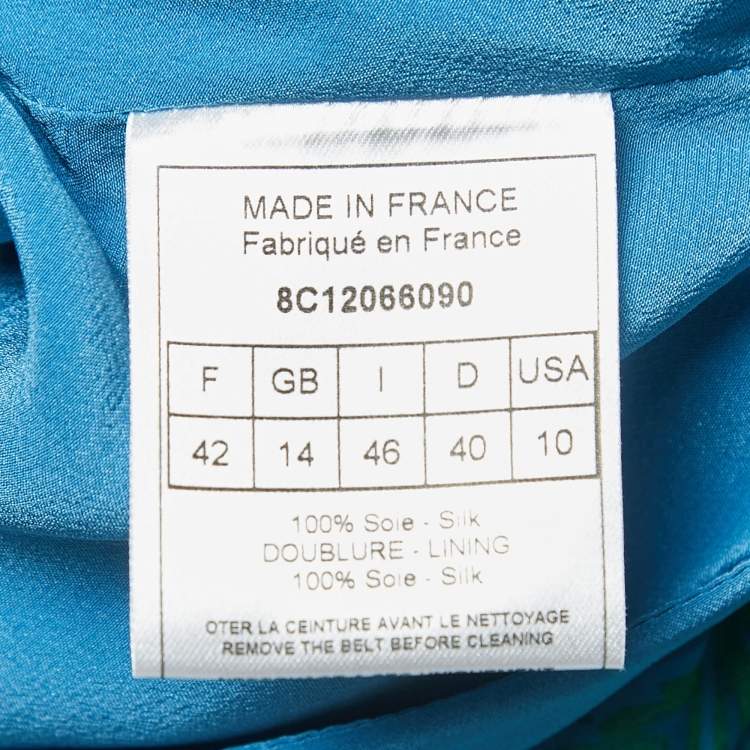 MADE IN FRANCE
Fabriqué en France
8C12066090
F GB I D USA
42 14 46 40 10
100% Soie - Silk
DOUBLURE - LINING
100% Soie - Silk
OTER LA CEINTURE AVANT LE NETTOYAGE
REMOVE THE BELT BEFORE CLEANING